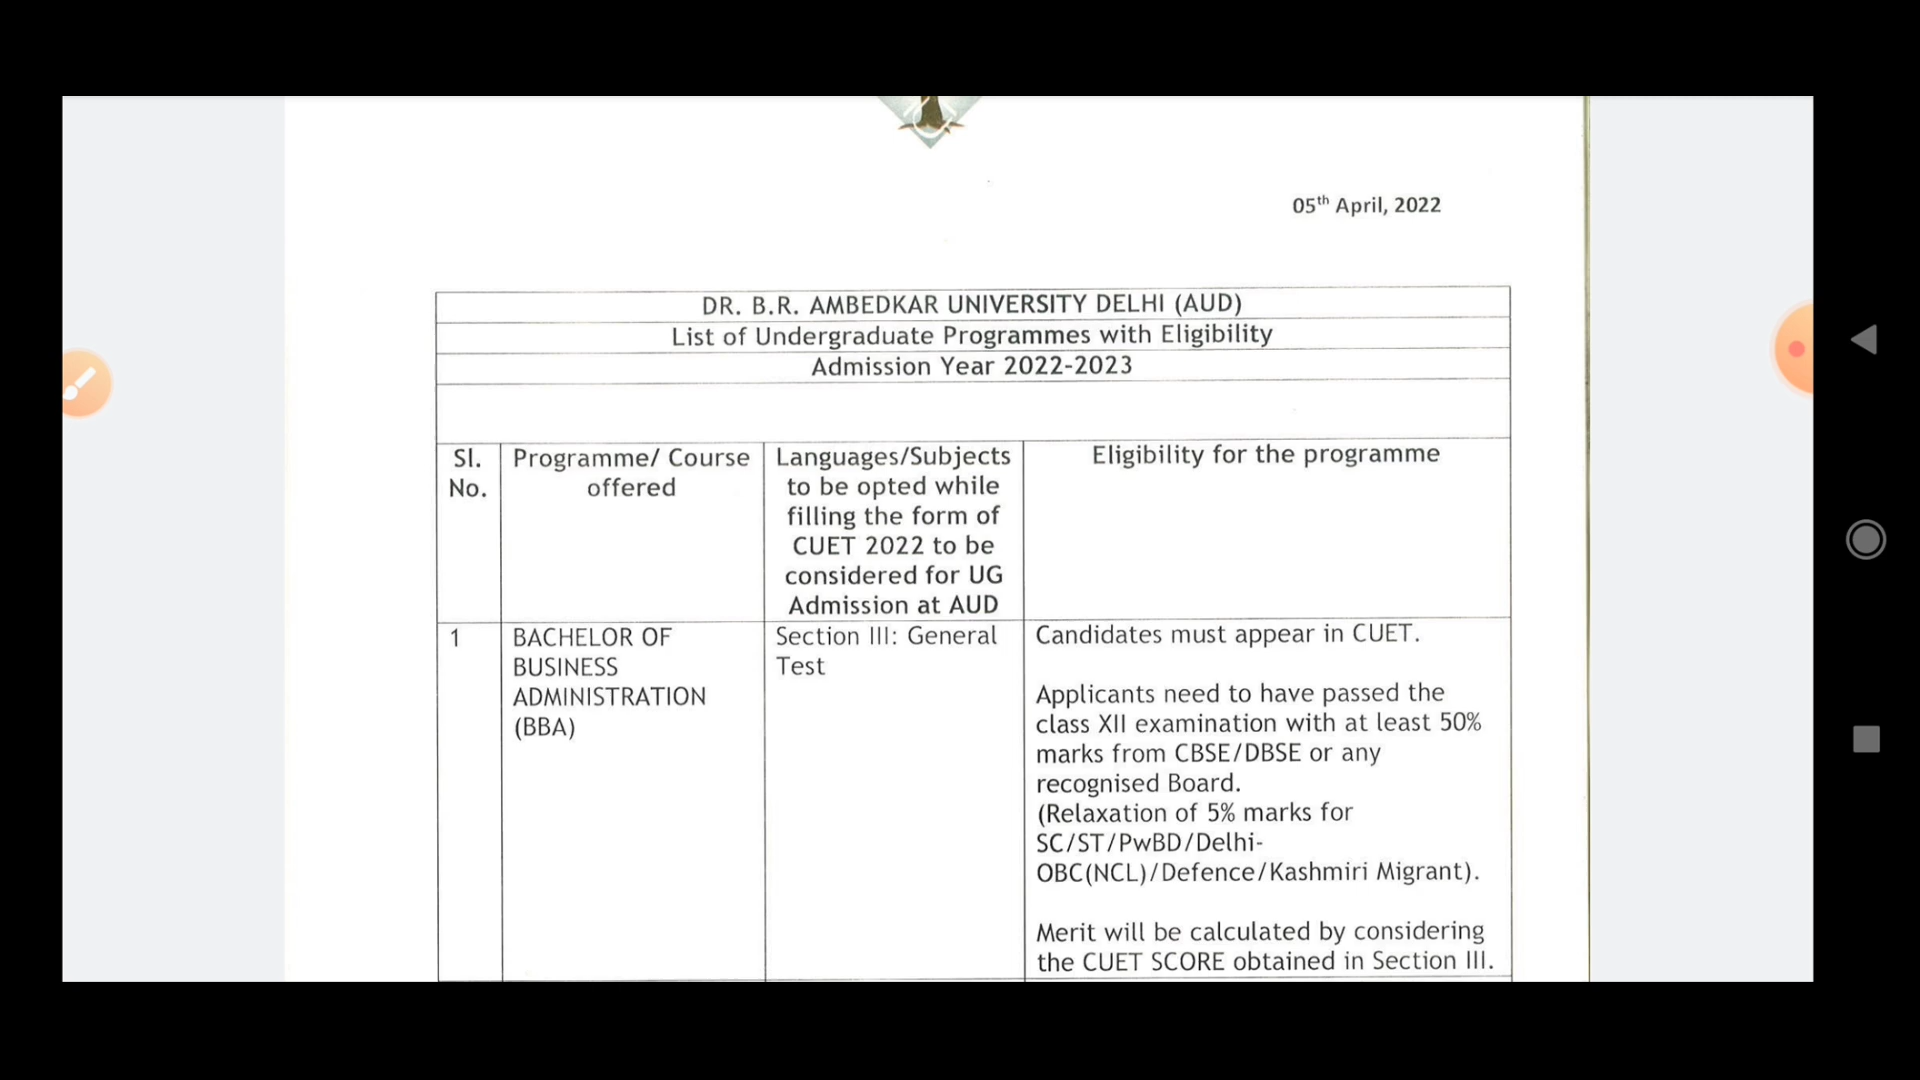 05th April, 2022
DR. B.R. AMBEDKAR UNIVERSITY DELHI (AUD)
List of Undergraduate Programmes with Eligibility
Admission Year 2022-2023
Sl.
No.
Programme/ Course
offered
Languages/Subjects
to be opted while
filling the form of
CUET 2022 to be
considered for UG
Admission at AUD
Eligibility for the programme
1
BACHELOR OF
BUSINESS
ADMINISTRATION
(BBA)
Section III: General
Test
Candidates must appear in CUET.
Applicants need to have passed the
class XII examination with at least 50%
marks from CBSE/DBSE or any
recognised Board.
(Relaxation of 5% marks for
SC/ST/PwBD/Delhi-
OBC(NCL)/Defence/Kashmiri Migrant).
Merit will be calculated by considering
the CUET SCORE obtained in Section III.